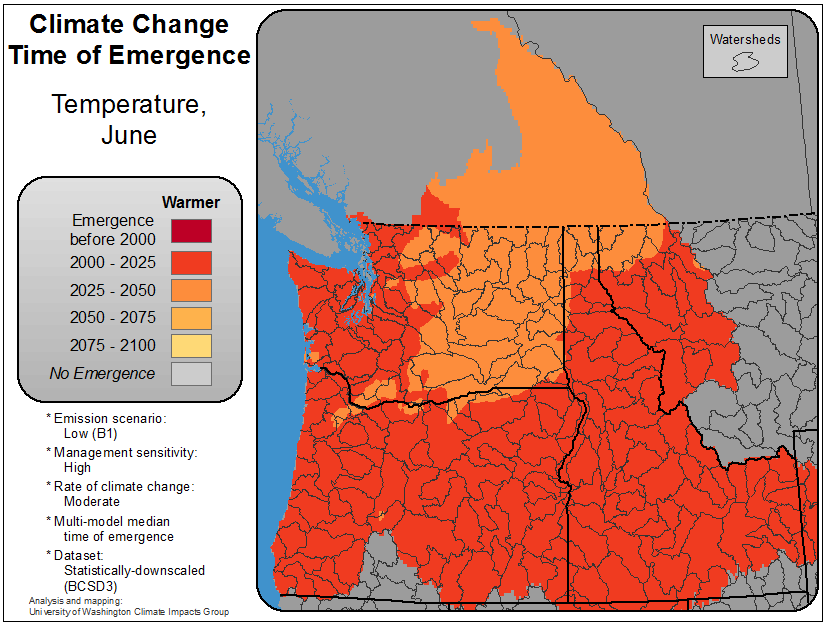 Climate Change
Time of Emergence
Temperature,
June
Watersheds
Warmer
Emergence
before 2000
2000 - 2025
2025 - 2050
2050 - 2075
2075 - 2100
No Emergence
* Emission scenario:
Low (B1)
* Management sensitivity:
High
* Rate of climate change:
Moderate
* Multi-model median
time of emergence
* Dataset:
Statistically-downscaled
(BCSD3)
Analysis and mapping:
University of Washington Climate Impacts Group